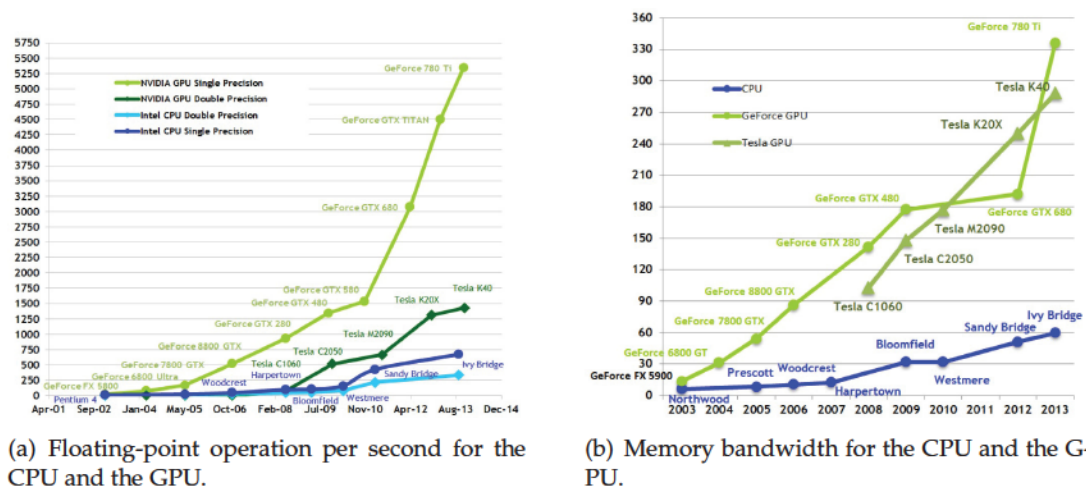 5750
5500
5250
5000
4750
4500
4250
4000
3750
3500
3250
3000
2750
2500
2250
2000
1750
1500
1250
1000
750
500
250
0
NVIDIA GPU Single Precision
NVIDIA GPU Double Precision
Intel CPU Double Precision
Intel CPU Single Precision
GeForce 780 Ti
GeForce GTX TITAN
GeForce GTX 680
GeForce GTX 580
GeForce GTX 480
GeForce GTX 280
GeForce 8800 GTX
GeForce 7800 GTX
GeForce 6800 Ultra
GeForce FX 5800
Pentium 4
Woodcrest
Harpertown
Tesla C1060
Tesla C2050
Tesla M2090
Tesla K20X
Tesla K40
Bloomfield
Westmere
Sandy Bridge
Ivy Bridge
Apr-01 Sep-02 Jan-04 May-05 Oct-06 Feb-08 Jul-09 Nov-10 Apr-12 Aug-13 Dec-14
(a) Floating-point operation per second for the
CPU and the GPU.
360
330
300
270
240
210
180
150
120
90
60
30
0
CPU
GeForce GPU
Tesla GPU
GeForce 780 Ti
Tesla K40
Tesla K20X
GeForce GTX 480
GeForce GTX 680
Tesla M2090
GeForce GTX 280
Tesla C2050
GeForce 8800 GTX
Tesla C1060
GeForce 7800 GTX
Ivy Bridge
Sandy Bridge
GeForce 6800 GT
Bloomfield
GeForce FX 5900
Prescott
Woodcrest
Northwood
Harpertown
Westmere
2003 2004 2005 2006 2007 2008 2009 2010 2011 2012 2013
(b) Memory bandwidth for the CPU and the G-
PU.